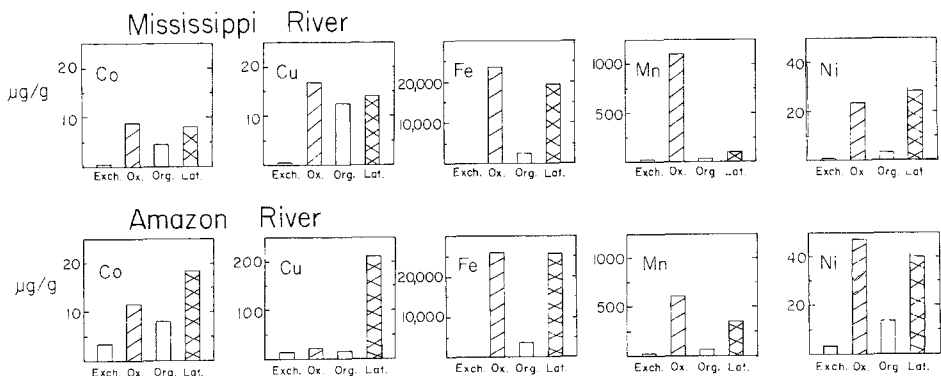 Mississippi River
20
10
µg/g
Co
Exch. Ox. Org. Lat.
20
10
Cu
Exch. Ox. Org. Lat.
20,000
10,000
Fe
Exch. Ox. Org. Lat.
1000
500
Mn
Exch. Ox. Org. Lat.
40
20
Ni
Exch. Ox. Org. Lat.
Amazon River
20
10
µg/g
Co
Exch. Ox. Org. Lat.
200
100
Cu
Exch. Ox. Org. Lat.
20,000
10,000
Fe
Exch. Ox. Org. Lat.
1000
500
Mn
Exch. Ox. Org Lat.
40
20
Ni
Exch. Ox. Org. Lat.